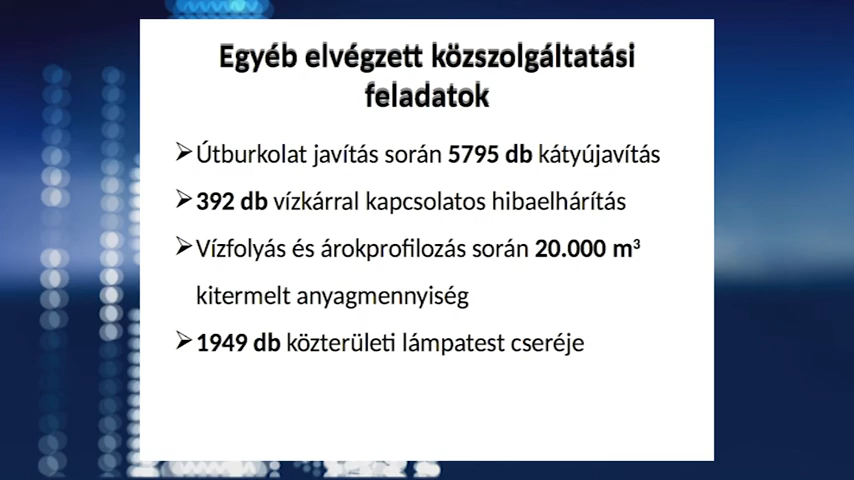 Egyéb elvégzett közszolgáltatási
feladatok
➢Útburkolat javítás során 5795 db kátyújavítás
➢392 db vízkárral kapcsolatos hibaelhárítás
➢Vízfolyás és árokprofilozás során 20.000 m³
kitermelt anyagmennyiség
➢1949 db közterületi lámpatest cseréje